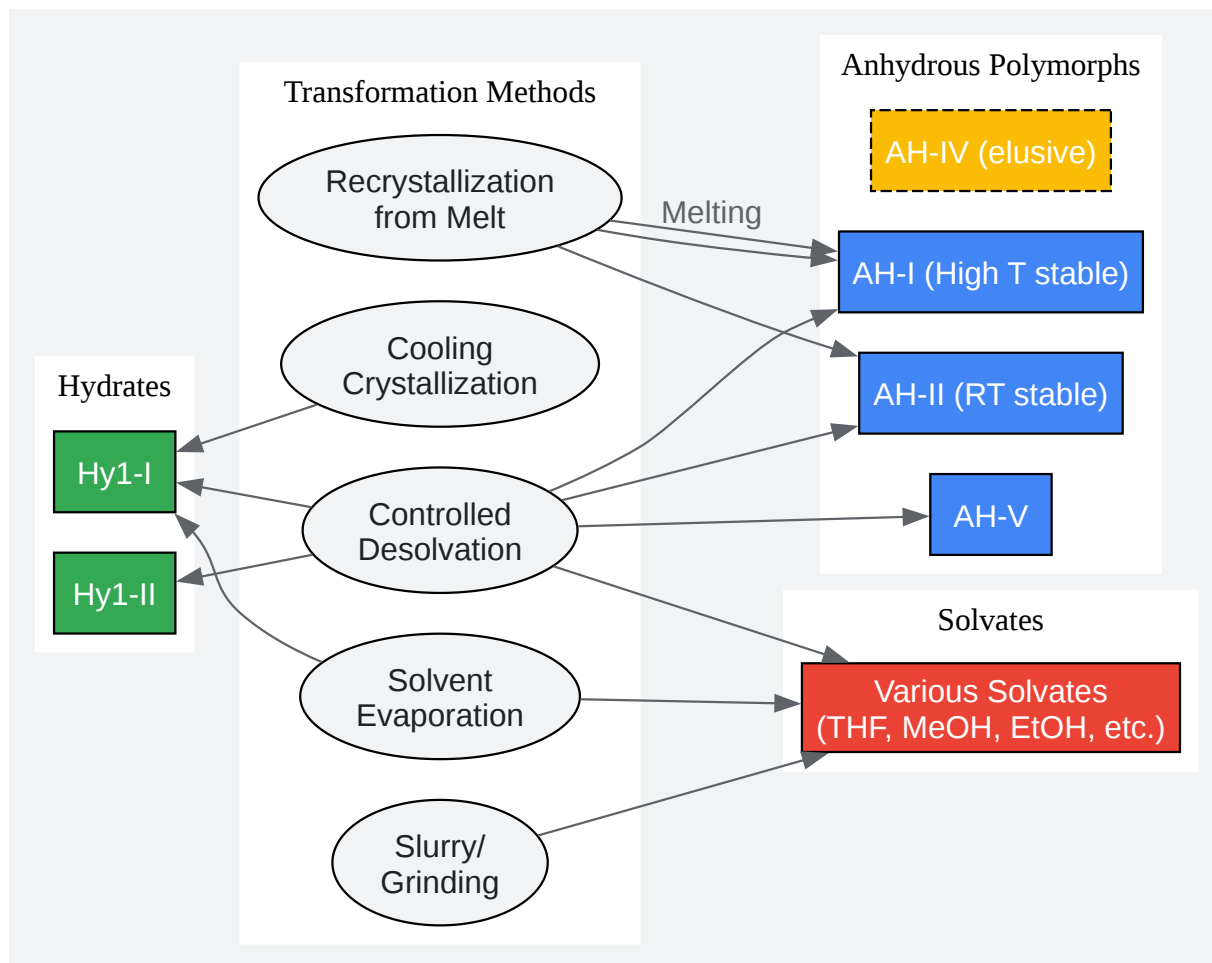 Hydrates
Hy1-I
Hy1-II
Transformation Methods
Recrystallization
from Melt
Cooling
Crystallization
Controlled
Desolvation
Solvent
Evaporation
Slurry/
Grinding
Melting
Anhydrous Polymorphs
AH-IV (elusive)
AH-I (High T stable)
AH-II (RT stable)
AH-V
Solvates
Various Solvates
(THF, MeOH, EtOH, etc.)